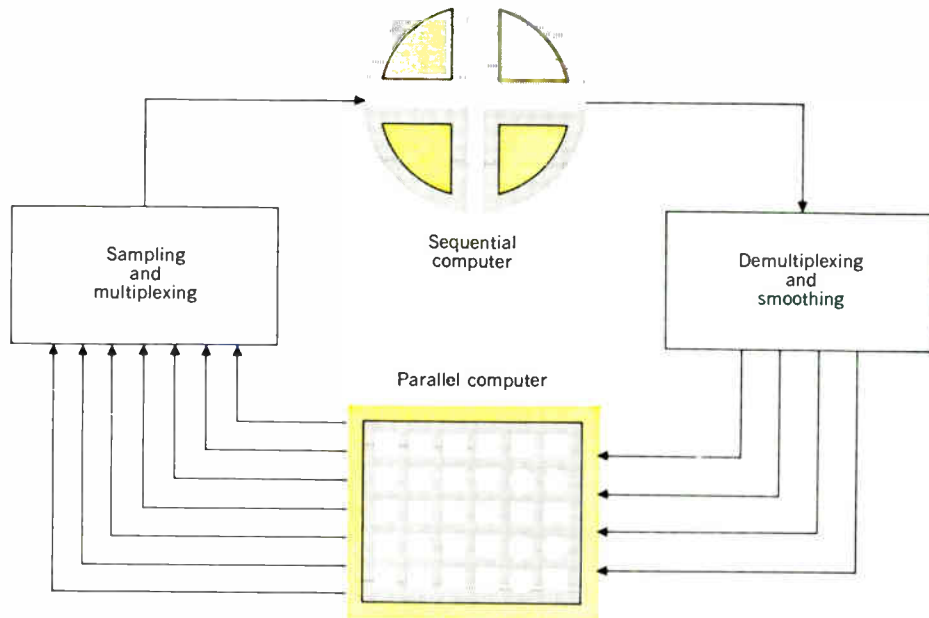 Sequential
computer
Sampling
and
multiplexing
Demultiplexing
and
smoothing
Parallel computer